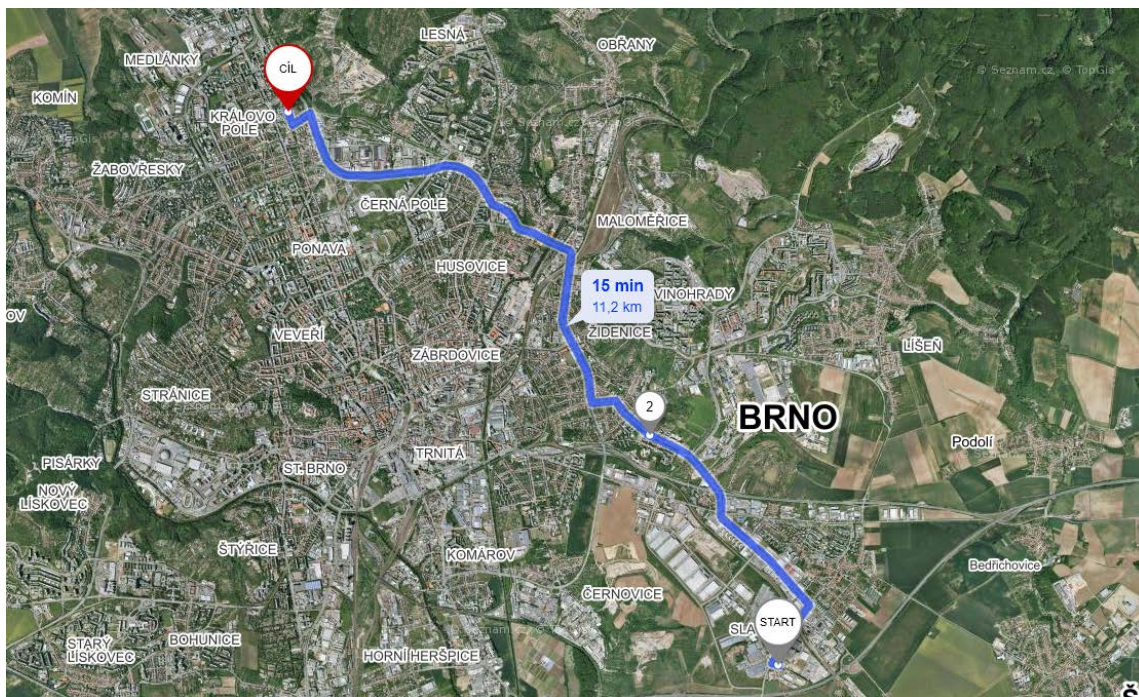 LESNÁ
OBŘANY
MEDLÁNKY
© Seznam.cz © TopGis
CÍL
KOMÍN
KRÁLOVO
POLE
ŽABOVŘESKY
ČERNÁ POLE
MALOMĚŘICE
PONAVA
HUSOVICE
15 min
11,2 km
VINOHRADY
OV
ŽIDENICE
VEVEŘÍ
LÍŠEŇ
ZÁBRDOVICE
STRÁNICE
2
BRNO
Podolí
TRNITÁ
PISÁRKY
ST. BRNO
NOVÝ
LÍSKOVEC
ŠTÝŘICE
KOMÁROV
Bedřichovice
ČERNOVICE
START
SLA
STARÝ
LÍSKOVEC
BOHUNICE
HORNÍ HERŠPICE
Š